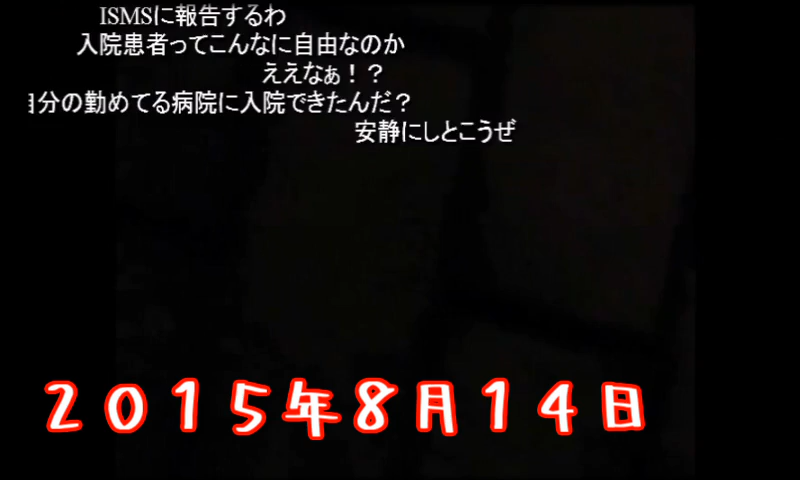 ISMSに報告するわ
入院患者ってこんなに自由なのか
ええなぁ！？
分の勤めてる病院に入院できたんだ？
安静にしとこうぜ
２０１５年８月１４日